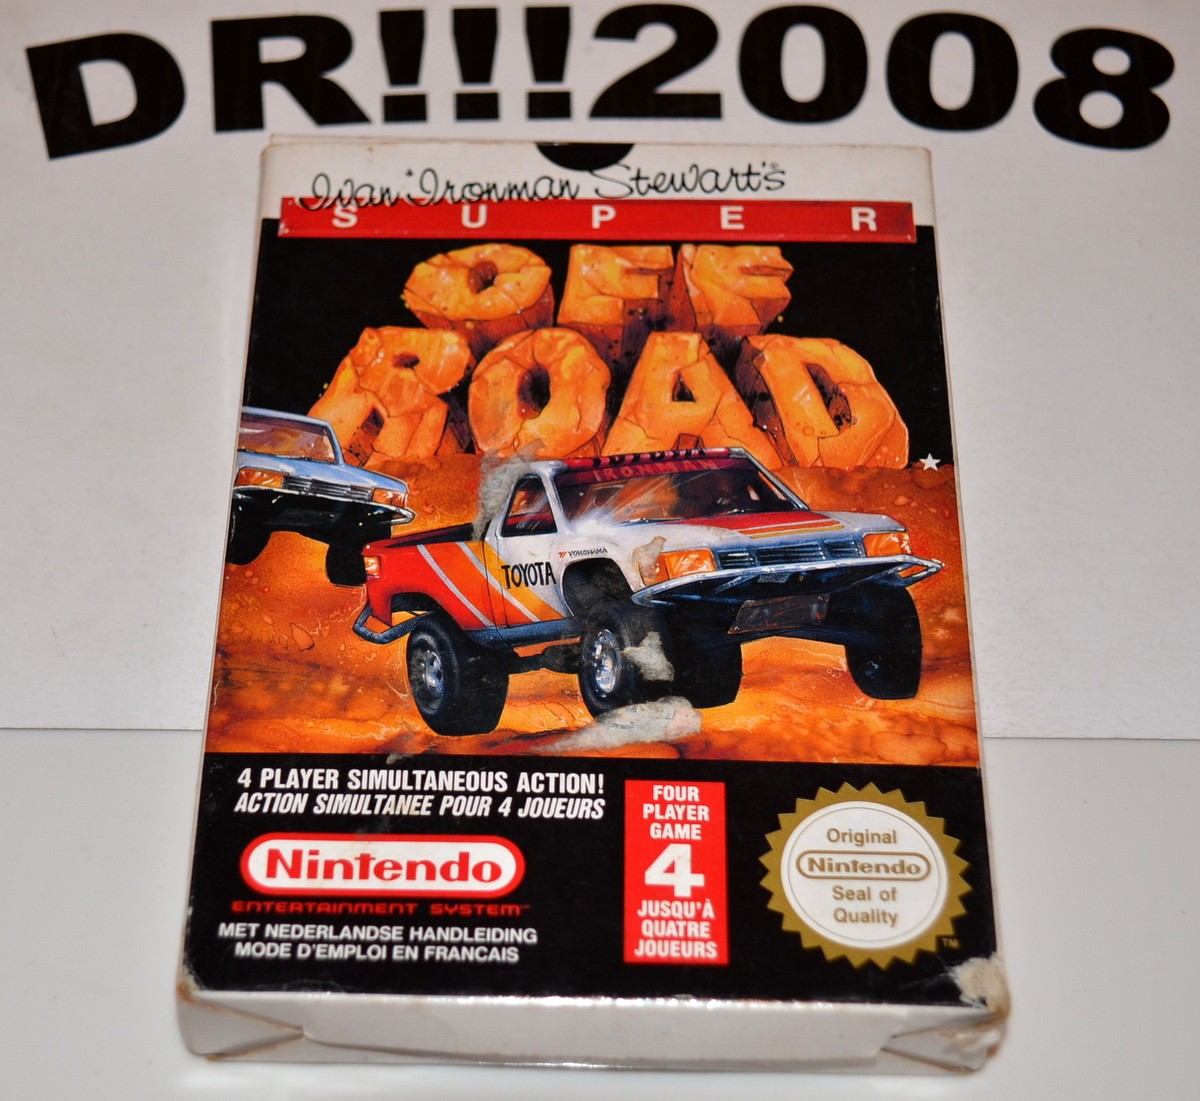 DR!!!2008
Ivan "Ironman Stewart's
SUPER
OFF
ROAD
IRONMAN
YOKOHAMA
TOYOTA
4 PLAYER SIMULTANEOUS ACTION!
ACTION SIMULTANEE POUR 4 JOUEURS
Nintendo
ENTERTAINMENT SYSTEM™
MET NEDERLANDSE HANDLEIDING
MODE D'EMPLOI EN FRANCAIS
FOUR
PLAYER
GAME
4
JUSQU'À
QUATRE
JOUEURS
Original
Nintendo
Seal of
Quality
TM